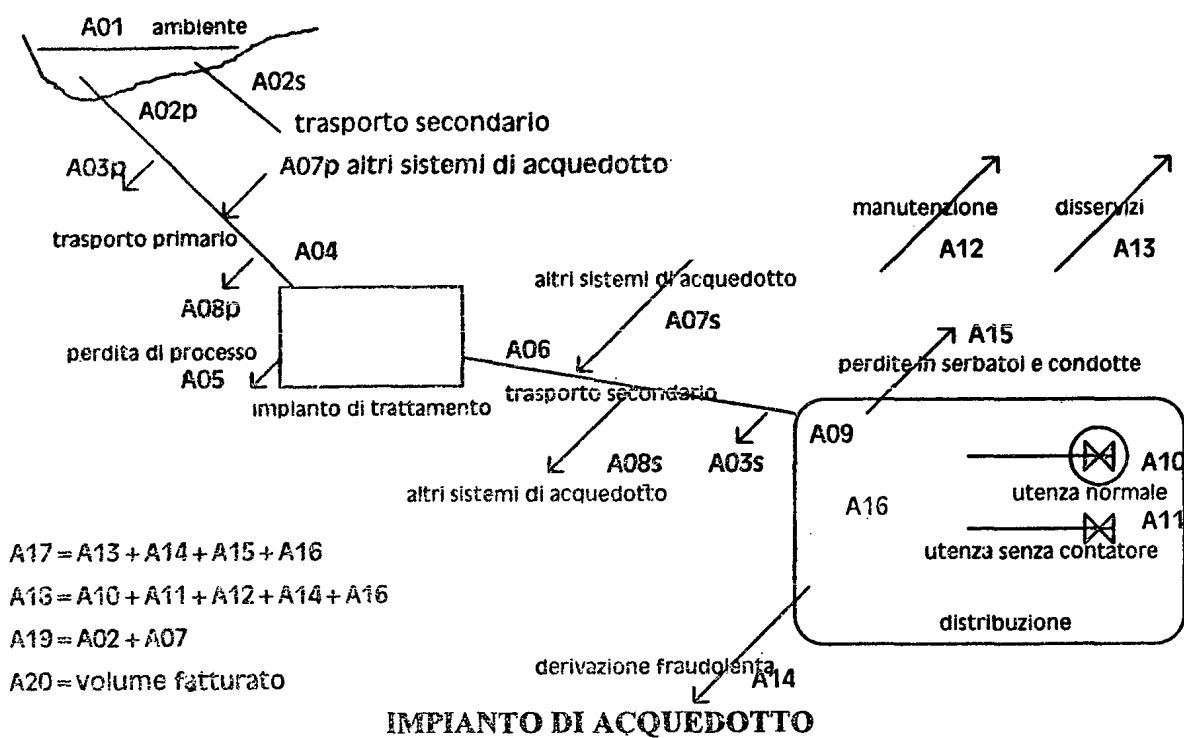 A01 ambiente
A02s
A02p
trasporto secondario
A03p
A07p altri sistemi di acquedotto
trasporto primario
A04
A08p
manutenzione
A12
disservizi
A13
altri sistemi di acquedotto
A07s
perdita di processo
A05
impianto di trattamento
A06
trasporto secondario
A15
perdite in serbatoi e condotte
A09
A08s
A03s
altri sistemi di acquedotto
A10
utenza normale
A16
A11
utenza senza contatore
distribuzione
A17=A13+A14+A15+A16
A18=A10+A11+A12+A14+A16
A19=A02+A07
A20=volume fatturato
derivazione fraudolenta
A14
IMPIANTO DI ACQUEDOTTO